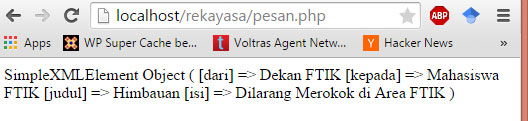 localhost/rekayasa/pesan.php
ABP
Apps WP Super Cache be... Voltras Agent Netw... Y Hacker News
SimpleXMLElement Object ( [dari] => Dekan FTIK [kepada] => Mahasiswa
FTIK [judul] => Himbauan [isi] => Dilarang Merokok di Area FTIK )